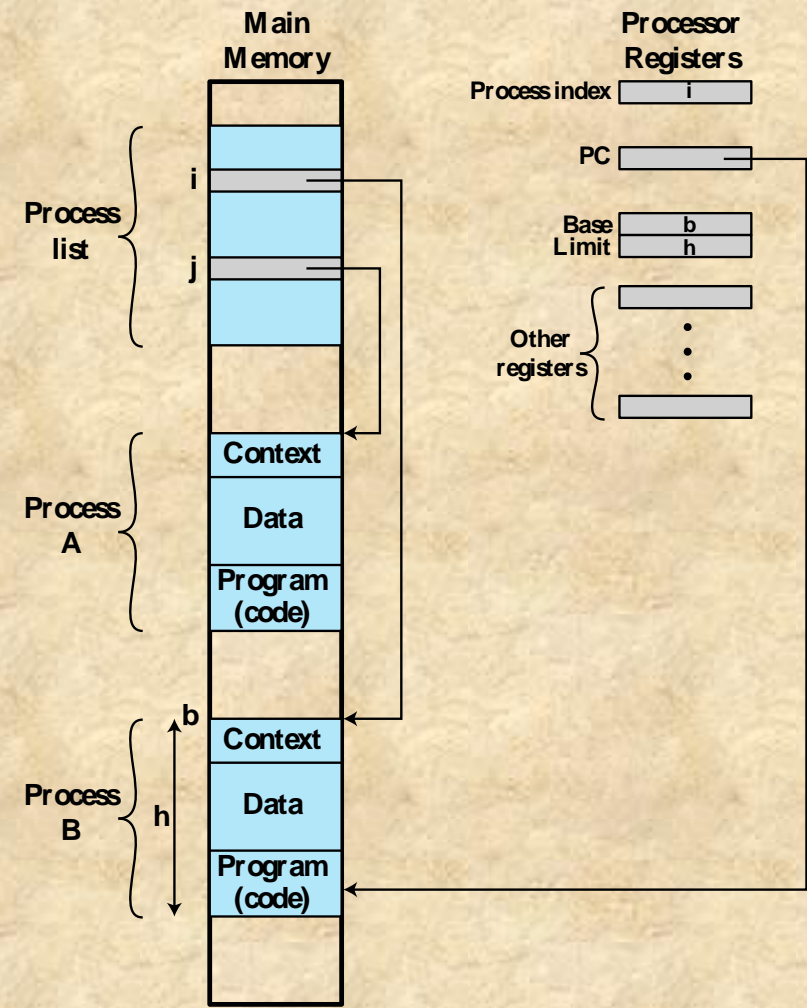 Main
Memory
Processor
Registers
Process index
i
PC
Base
b
Limit
h
Other
registers
i
Process
list
j
Context
Process
A
Data
Program
(code)
b
Context
Process
B
h
Data
Program
(code)